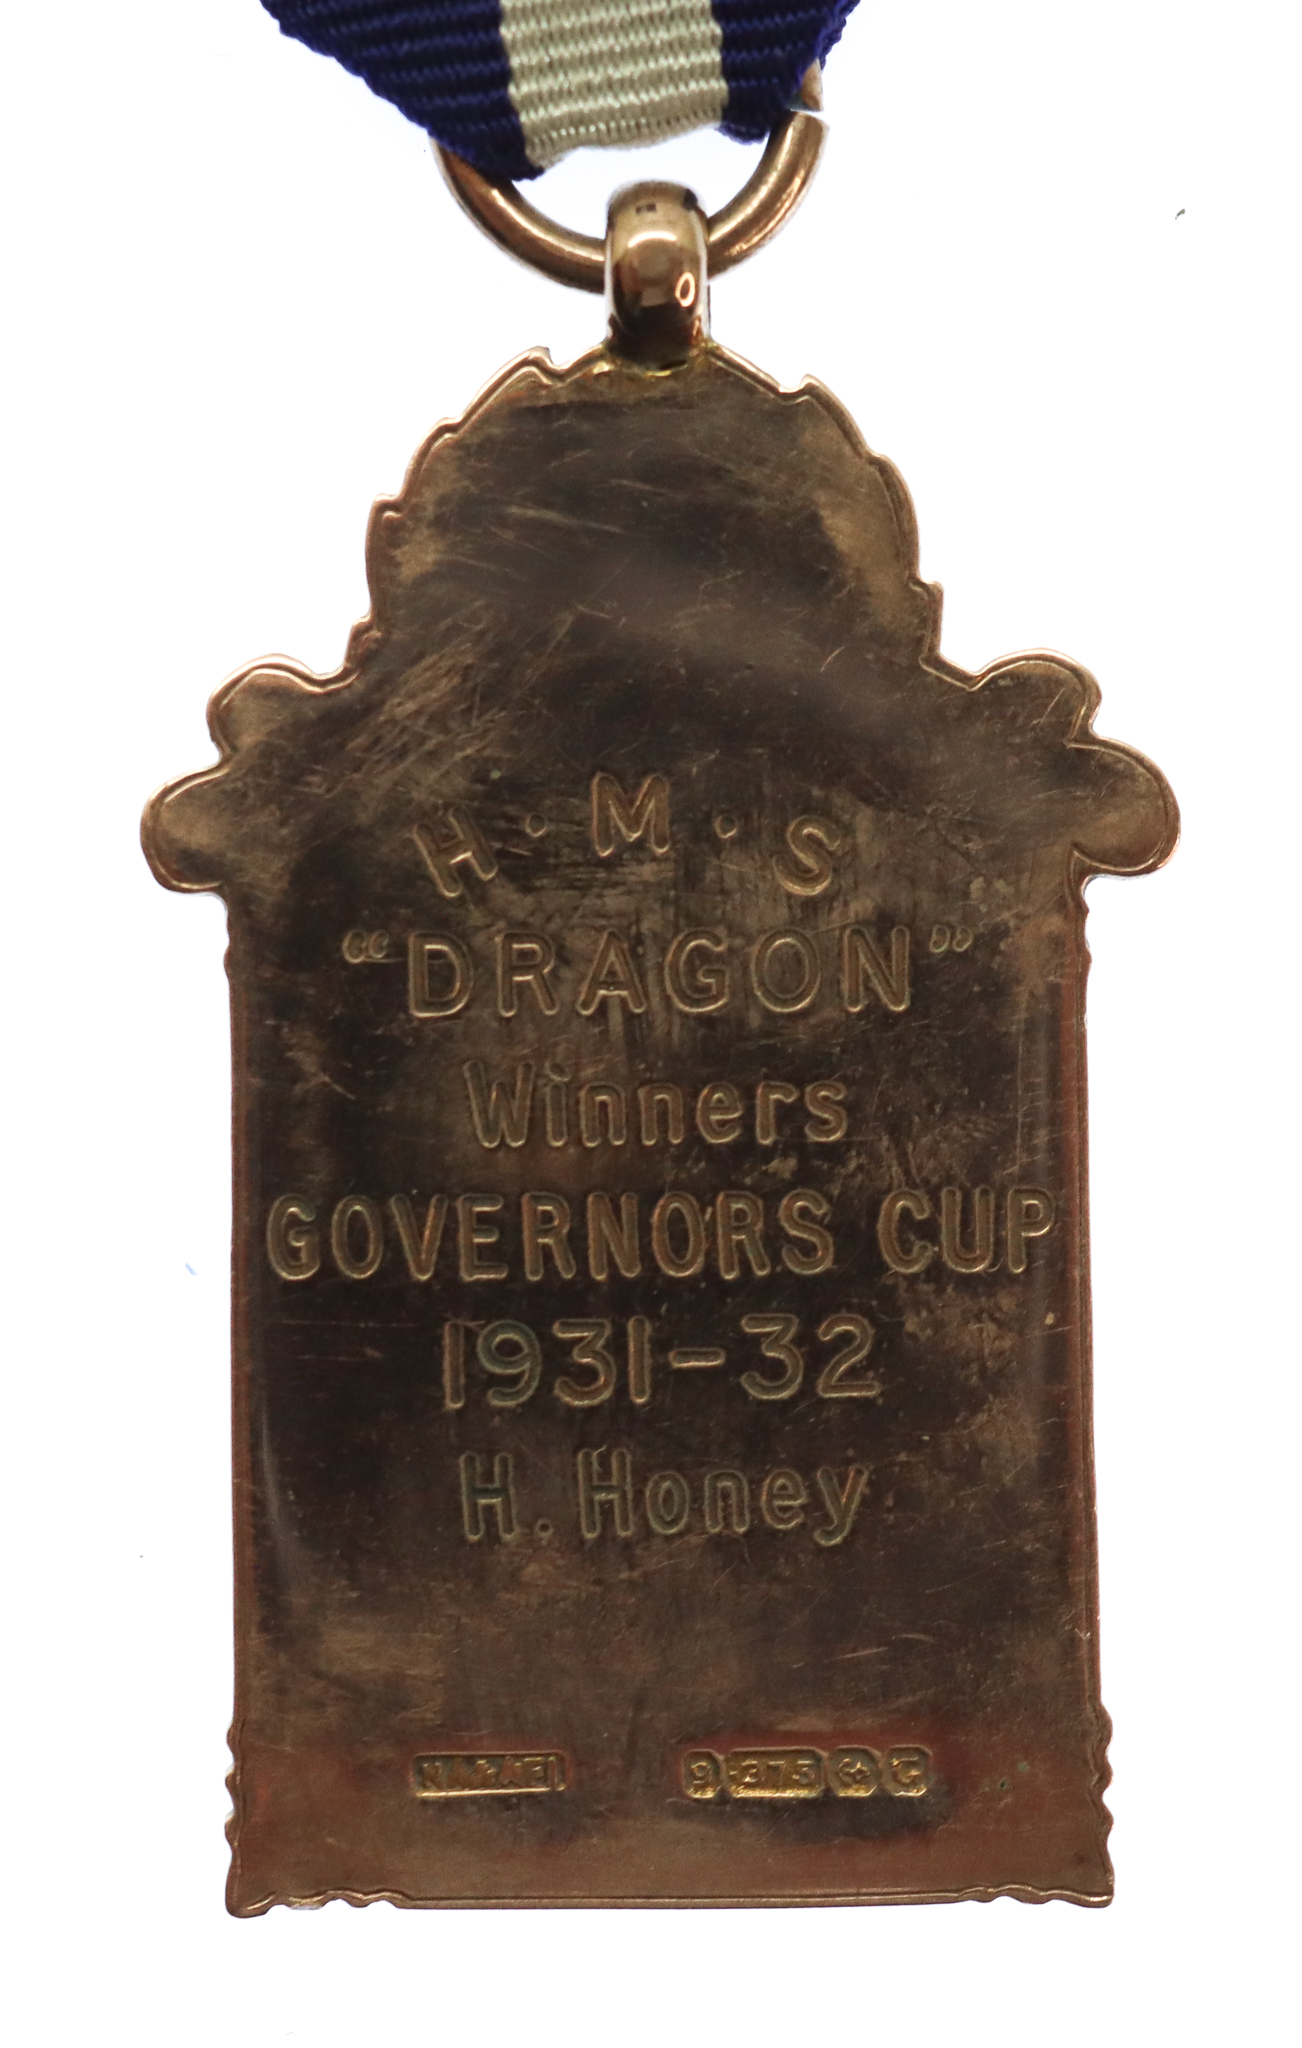 H·M·S
“DRAGON”
Winners
GOVERNORS CUP
1931-32
H. Honey
9 ·375